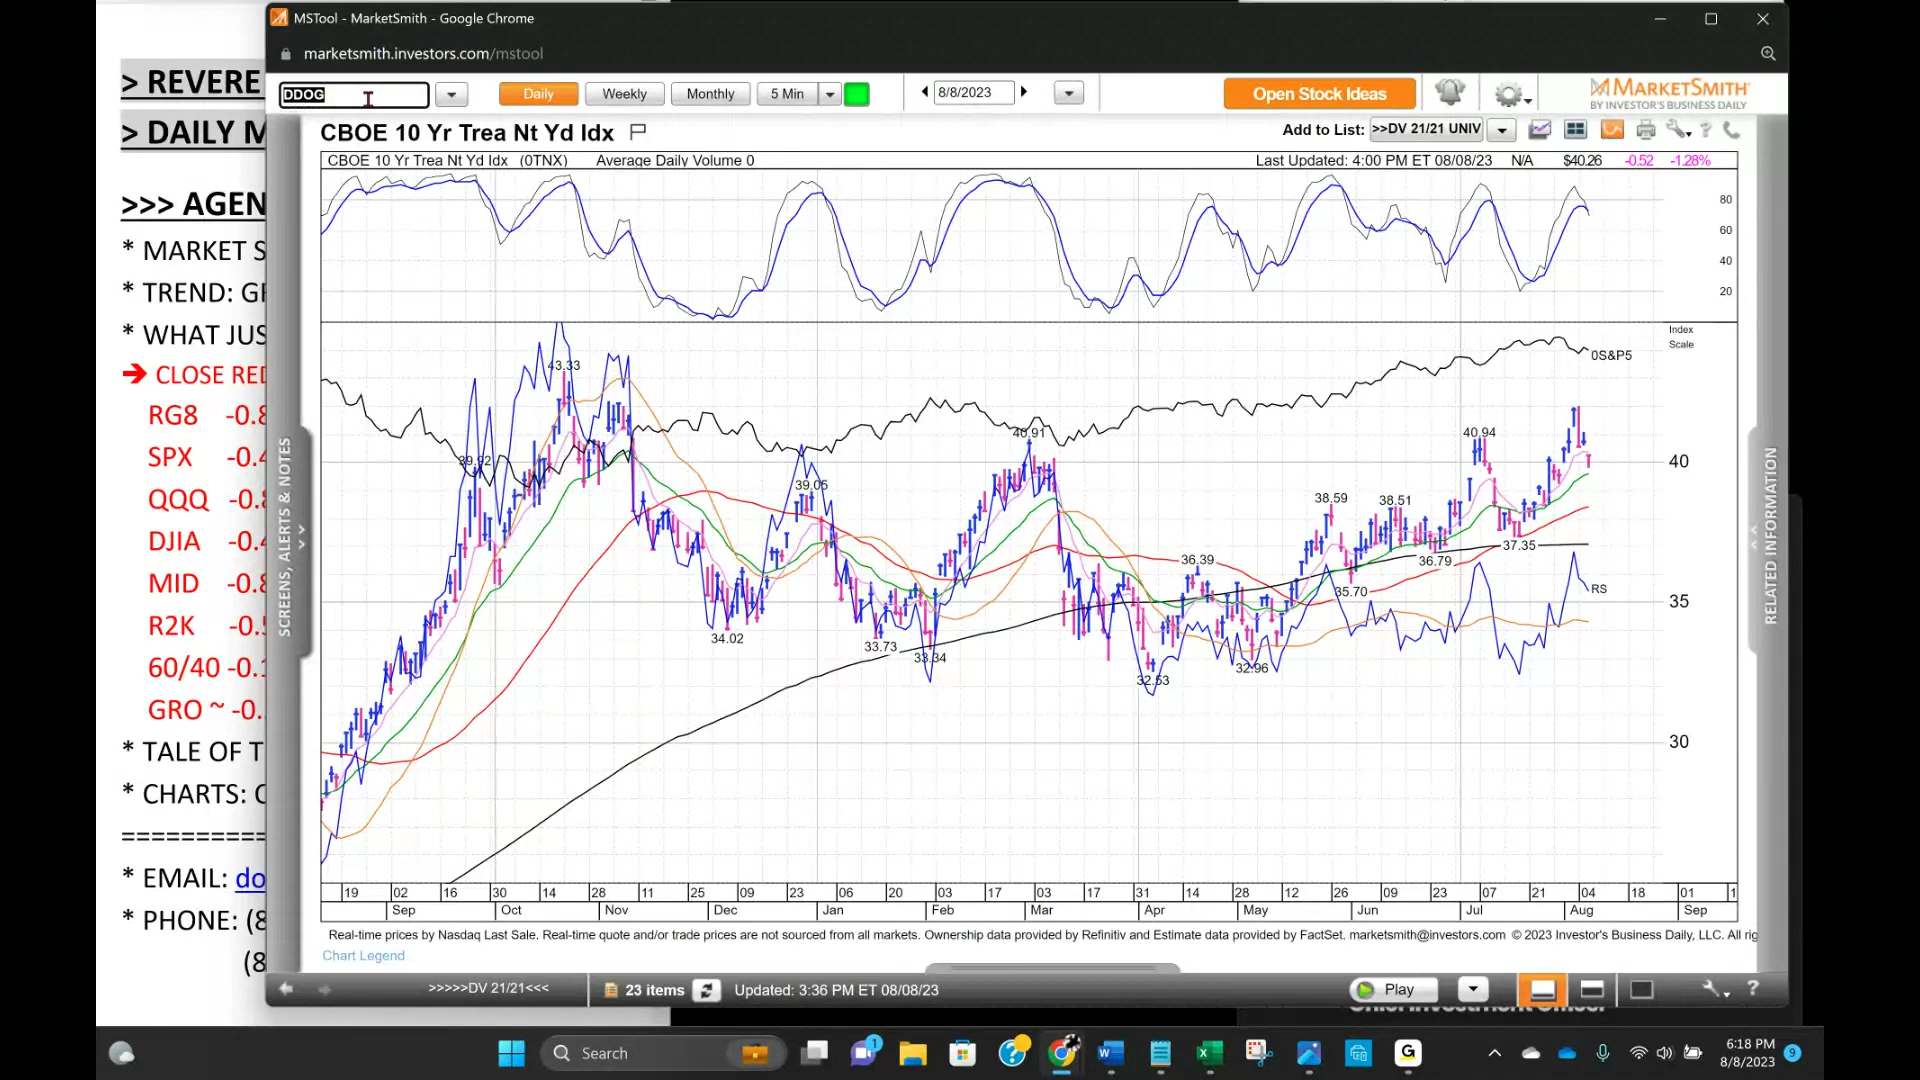 MSTool - MarketSmith - Google Chrome
marketsmith.investors.com/mstool
> REVERE
> DAILY M
>>> AGEN
* MARKET S
* TREND: GR
* WHAT JUS
CLOSE RED
RG8 -0.8
SPX -0.4
QQQ -0.8
DJIA -0.4
MID -0.8
R2K -0.5
60/40 -0.1
GRO ~ -0.
* TALE OF T
* CHARTS: C
===========
* EMAIL: do
* PHONE: (8
(8
DDOG
Daily
Weekly
Monthly
5 Min
8/8/2023
Open Stock Ideas
MARKETSMITH
BY INVESTOR'S BUSINESS DAILY
CBOE 10 Yr Trea Nt Yd Idx
Add to List: >>DV 21/21 UNIV
CBOE 10 Yr Trea Nt Yd Idx (0TNX) Average Daily Volume 0
Last Updated: 4:00 PM ET 08/08/23 N/A $40.26 -0.52 -1.28%
80
60
40
20
Index
Scale
0S&P5
43.33
39.92
39.05
40.91
40.94
40
38.59
38.51
36.39
37.35
36.79
35.70
RS
35
34.02
33.73
33.34
32.53
32.96
30
19 02 16 30 14 28 11 25 09 23 06 20 03 17 03 17 31 14 28 12 26 09 23 07 21 04 18 01 1
Sep Oct Nov Dec Jan Feb Mar Apr May Jun Jul Aug Sep
Real-time prices by Nasdaq Last Sale. Real-time quote and/or trade prices are not sourced from all markets. Ownership data provided by Refinitiv and Estimate data provided by FactSet. marketsmith@investors.com © 2023 Investor's Business Daily, LLC. All rig
Chart Legend
SCREENS, ALERTS & NOTES
RELATED INFORMATION
>>>>>DV 21/21<<<
23 items
Updated: 3:36 PM ET 08/08/23
Play
?
Search
1
6:18 PM
8/8/2023
9